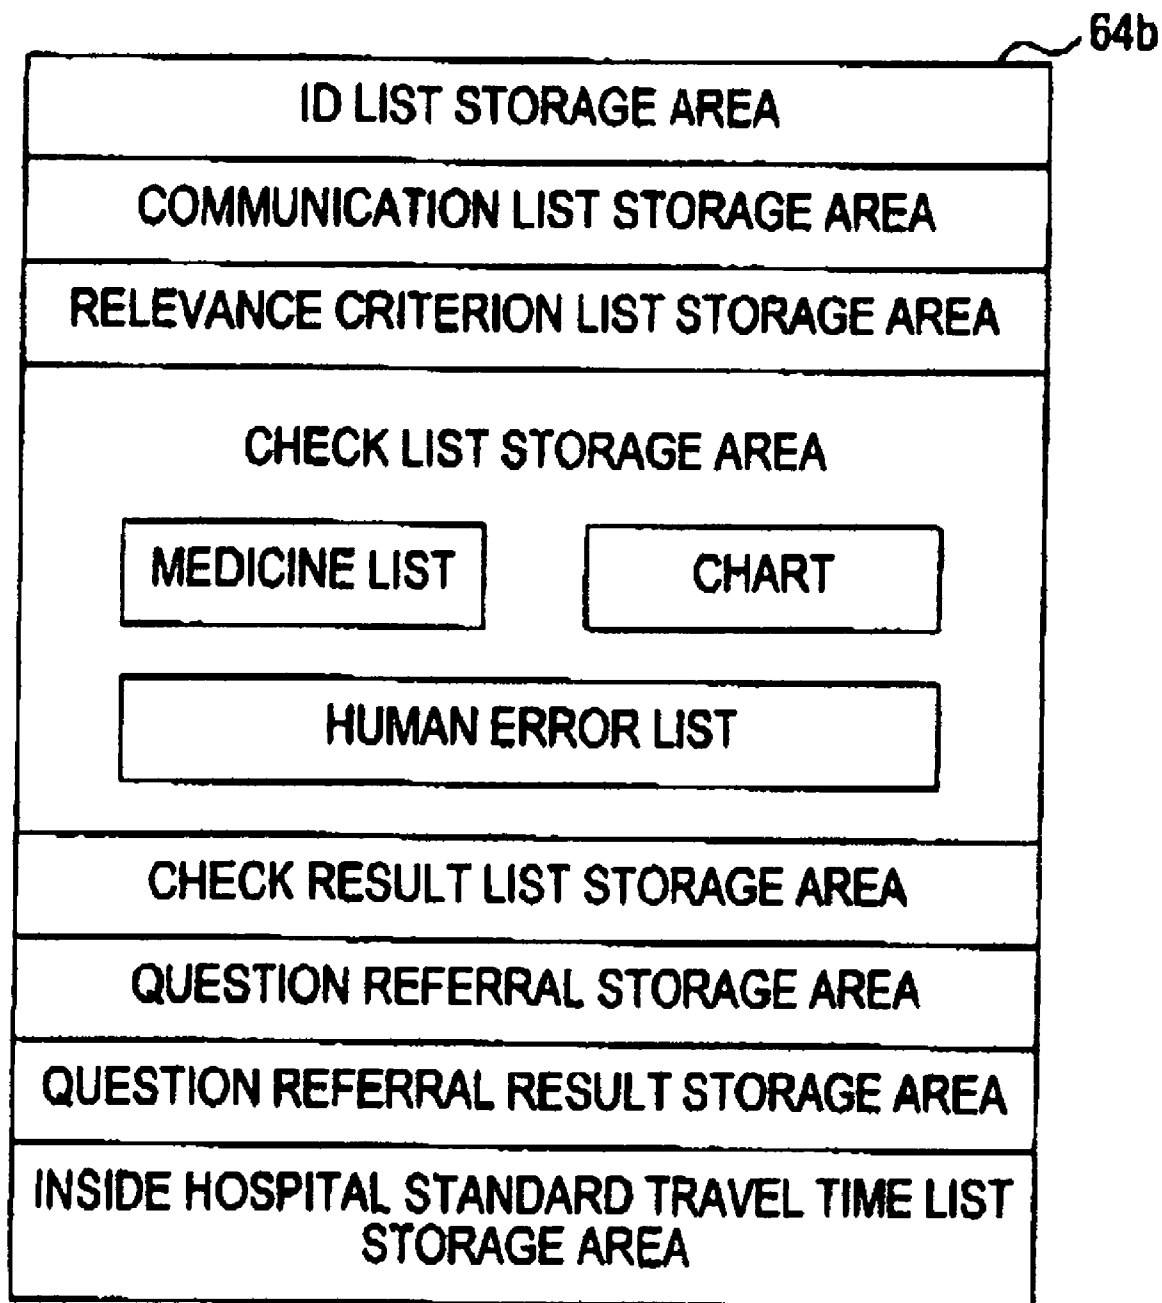 64b
ID LIST STORAGE AREA
COMMUNICATION LIST STORAGE AREA
RELEVANCE CRITERION LIST STORAGE AREA
CHECK LIST STORAGE AREA
MEDICINE LIST
CHART
HUMAN ERROR LIST
CHECK RESULT LIST STORAGE AREA
QUESTION REFERRAL STORAGE AREA
QUESTION REFERRAL RESULT STORAGE AREA
INSIDE HOSPITAL STANDARD TRAVEL TIME LIST
STORAGE AREA